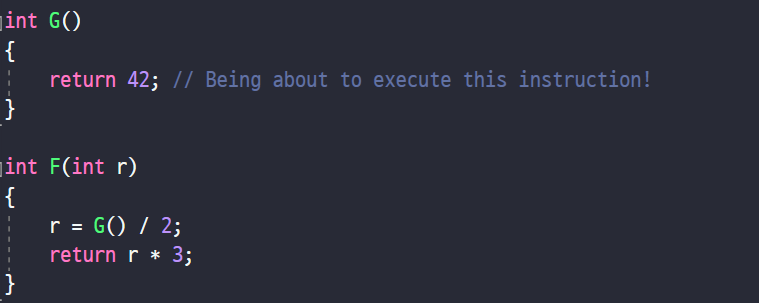 int G()
{
return 42; // Being about to execute this instruction!
}
int F(int r)
{
r = G() / 2;
return r * 3;
}